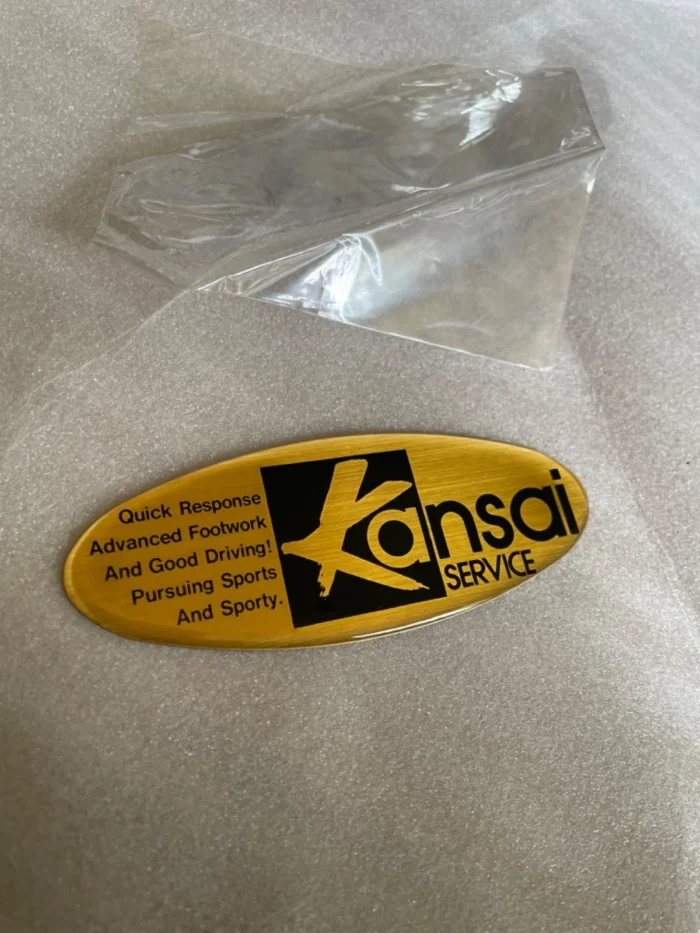 Quick Response
Advanced Footwork
And Good Driving!
Pursuing Sports
And Sporty.
Kansai
SERVICE